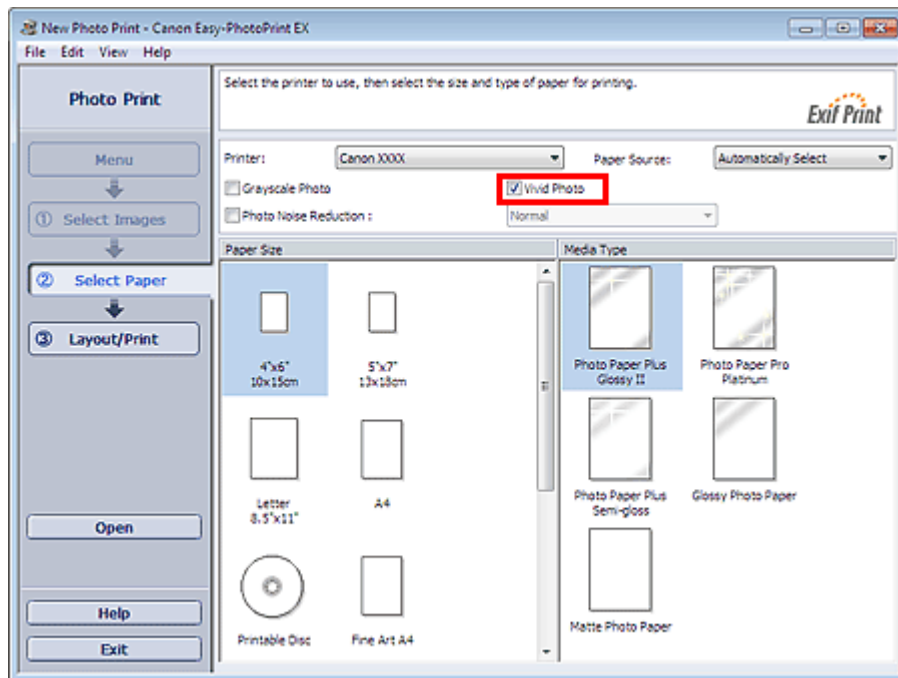 New Photo Print - Canon Easy-PhotoPrint EX
File Edit View Help
Photo Print
Select the printer to use, then select the size and type of paper for printing.
Exif Print
Menu
① Select Images
② Select Paper
③ Layout/Print
Open
Help
Exit
Printer: Canon XXXX Paper Source: Automatically Select
Grayscale Photo Vivid Photo
Photo Noise Reduction : Normal
Paper Size
4"x6"
10x15cm
5"x7"
13x18cm
Letter
8.5"x11"
A4
Printable Disc
Fine Art A4
Media Type
Photo Paper Plus
Glossy II
Photo Paper Pro
Platinum
Photo Paper Plus
Semi-gloss
Glossy Photo Paper
Matte Photo Paper